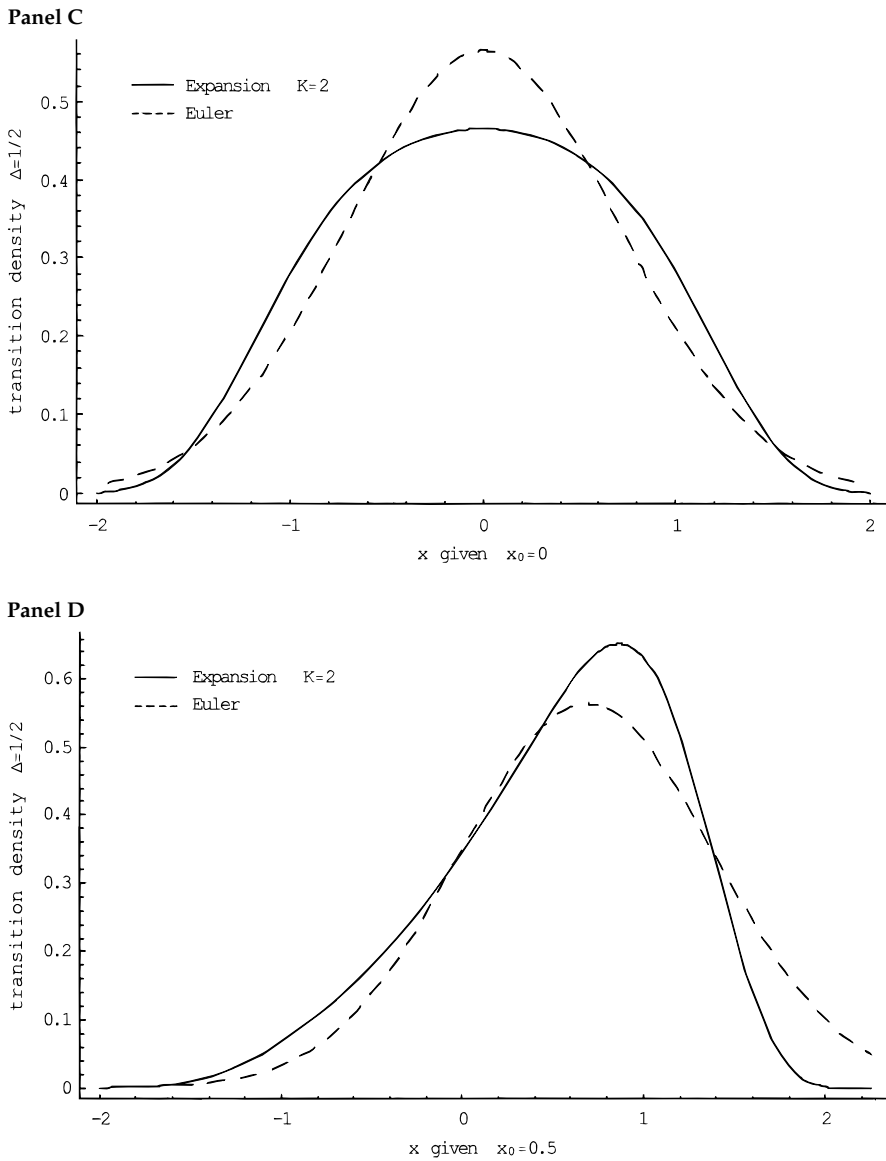 Panel C
Expansion K=2
Euler
transition density Δ=1/2
0.5
0.4
0.3
0.2
0.1
0
-2
-1
0
1
2
x given x₀=0
Panel D
Expansion K=2
Euler
transition density Δ=1/2
0.6
0.5
0.4
0.3
0.2
0.1
0
-2
-1
0
1
2
x given x₀=0.5